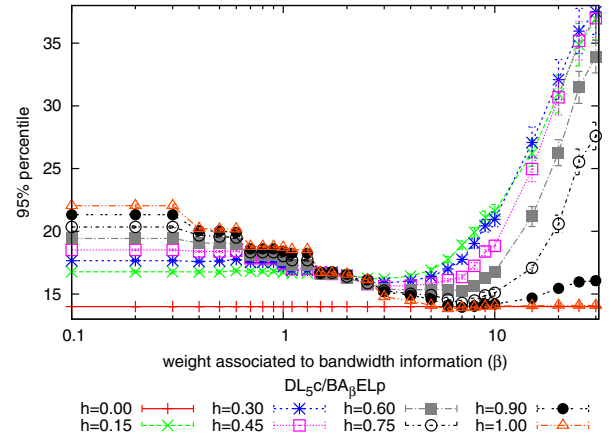 35
30
25
20
15
95% percentile
0.1
1
10
weight associated to bandwidth information (β)
DL5c/BAβELp
h=0.00 h=0.30 h=0.60 h=0.90
h=0.15 h=0.45 h=0.75 h=1.00